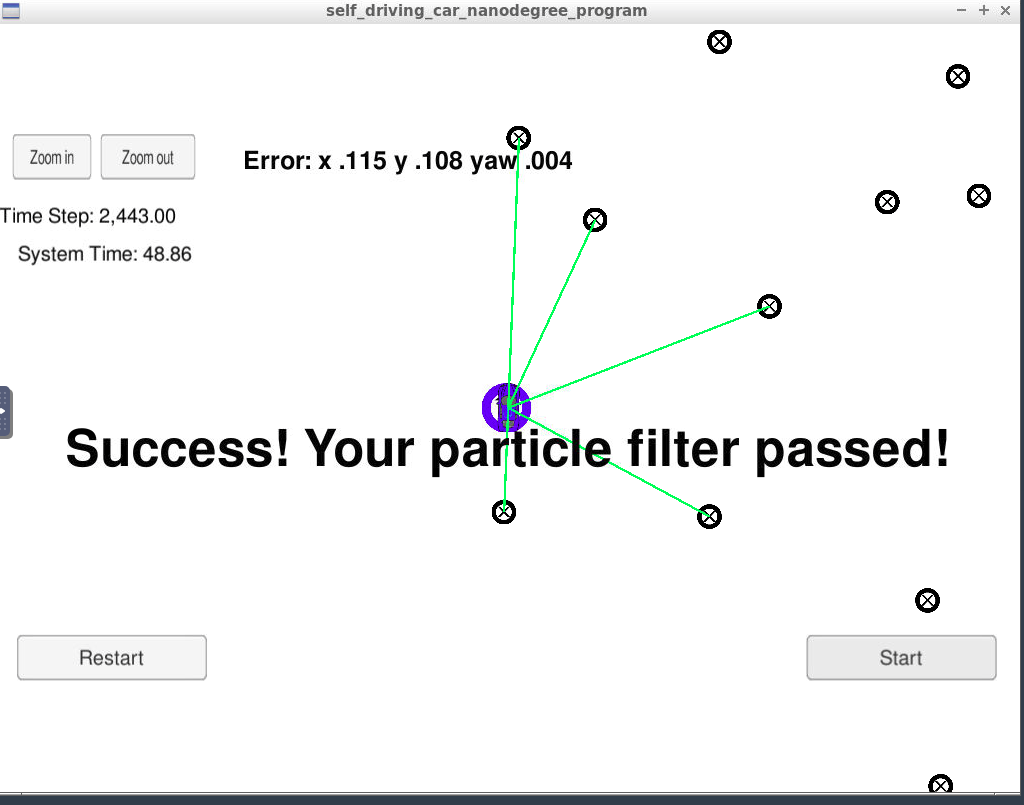 self_driving_car_nanodegree_program
Zoom in
Zoom out
Error: x .115 y .108 yaw .004
Time Step: 2,443.00
System Time: 48.86
Success! Your particle filter passed!
Restart
Start